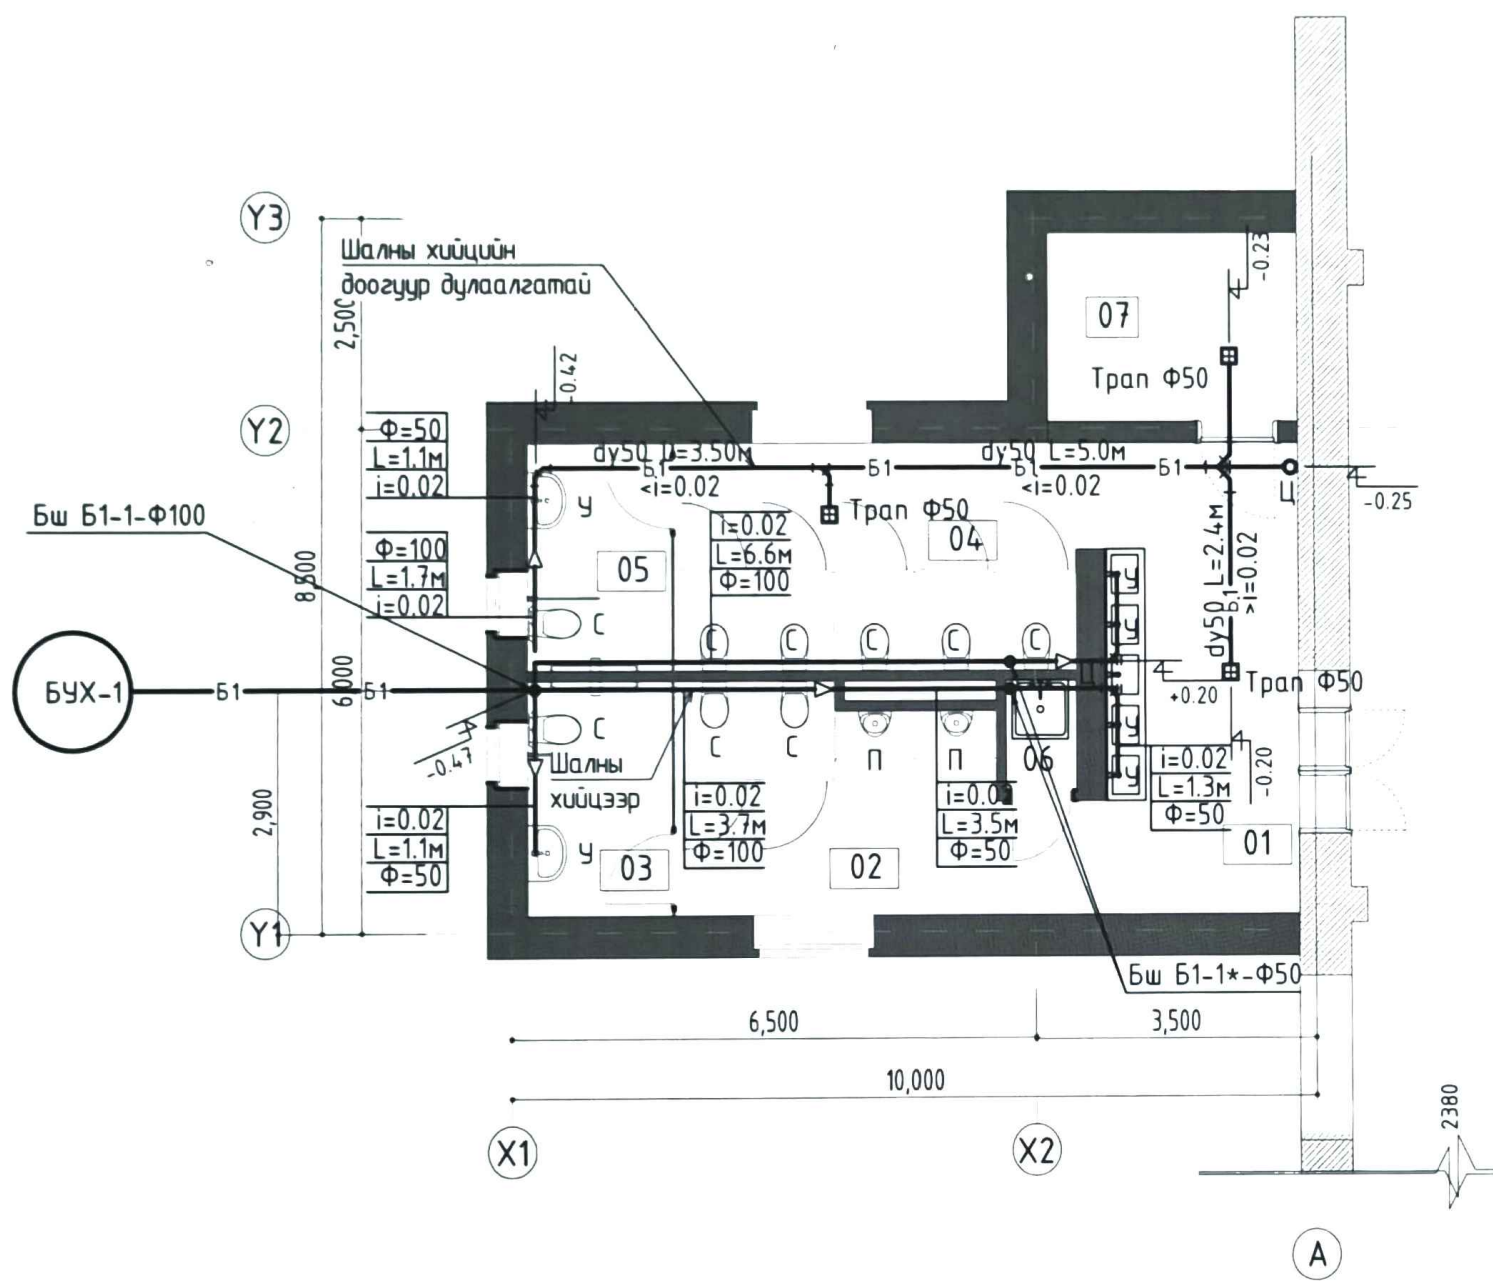 Y3
Шалны хийцийн
доогуур дулаалгатай
-0.23
07
2,500
-0.42
Трап Ф50
Y2
Ф=50
L=1.1м
i=0.02
dy50 L=3.50м
Б1
<i=0.02
Б1
dy50 L=5.0м
Б1
<i=0.02
Б1
Ц
-0.25
Бш Б1-1-Ф100
У
Трап Ф50
i=0.02
L=6.6м
Ф=100
04
У
Ф=100
L=1.7м
i=0.02
8,500
05
dy50 L=2.4м
Б1
>i=0.02
С
С
С
С
С
С
У
БУХ-1
Б1
Б1
6,000
Трап Ф50
+0.20
-0.47
С
С
С
П
П
06
У
У
-0.20
Шалны
хийцээр
i=0.02
L=3.7м
Ф=100
L=3.5м
Ф=50
i=0.02
L=1.3м
Ф=50
2,900
i=0.02
L=1.1м
Ф=50
У
03
02
01
Y1
Бш Б1-1*-Ф50
6,500
3,500
10,000
2380
X1
X2
А